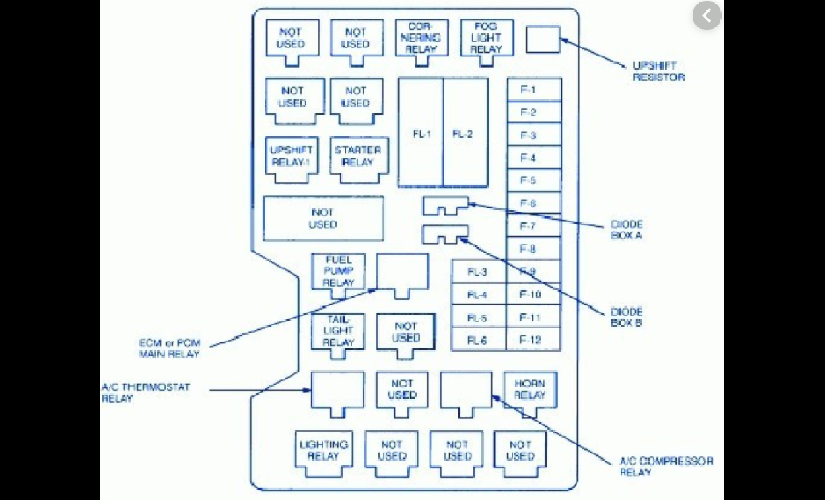 NOT
USED
NOT
USED
COR-
NERING
RELAY
FOG
LIGHT
RELAY
UPSHIFT
RESISTOR
NOT
USED
NOT
USED
FL-1
FL-2
F-1
F-2
F-3
F-4
F-5
F-6
F-7
F-8
F-9
F-10
F-11
F-12
UPSHIFT
RELAY-1
STARTER
RELAY
NOT
USED
DIODE
BOX A
FUEL
PUMP
RELAY
FL-3
FL-4
FL-5
FL-6
DIODE
BOX B
ECM or PCM
MAIN RELAY
TAIL-
LIGHT
RELAY
NOT
USED
A/C THERMOSTAT
RELAY
NOT
USED
HORN
RELAY
LIGHTING
RELAY
NOT
USED
NOT
USED
NOT
USED
A/C COMPRESSOR
RELAY